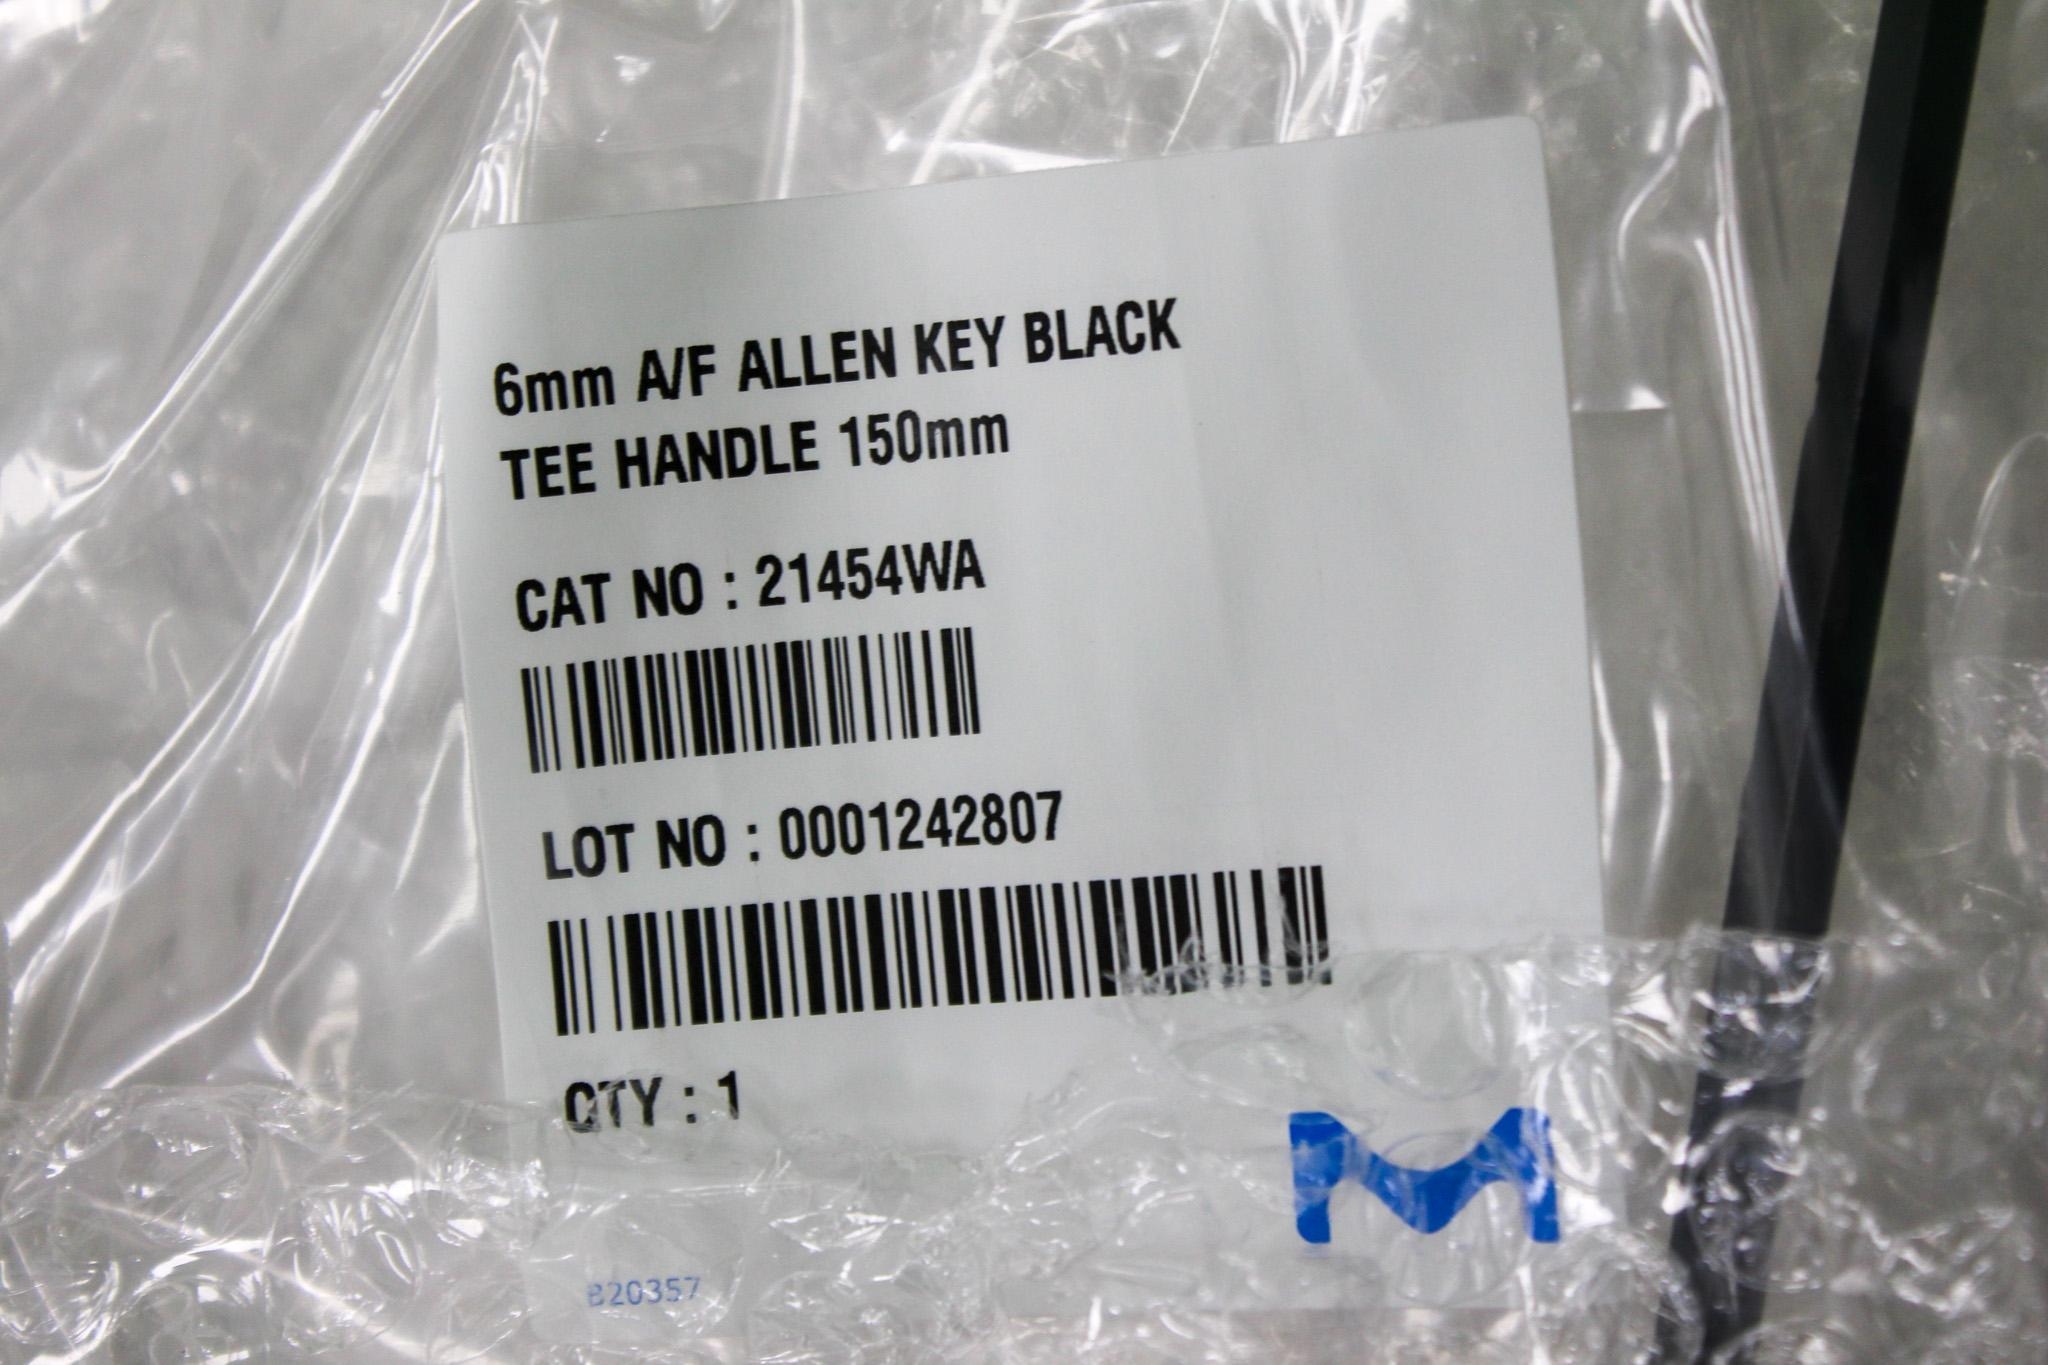 6mm A/F ALLEN KEY BLACK
TEE HANDLE 150mm
CAT NO : 21454WA
LOT NO : 0001242807
QTY : 1
M
B20357